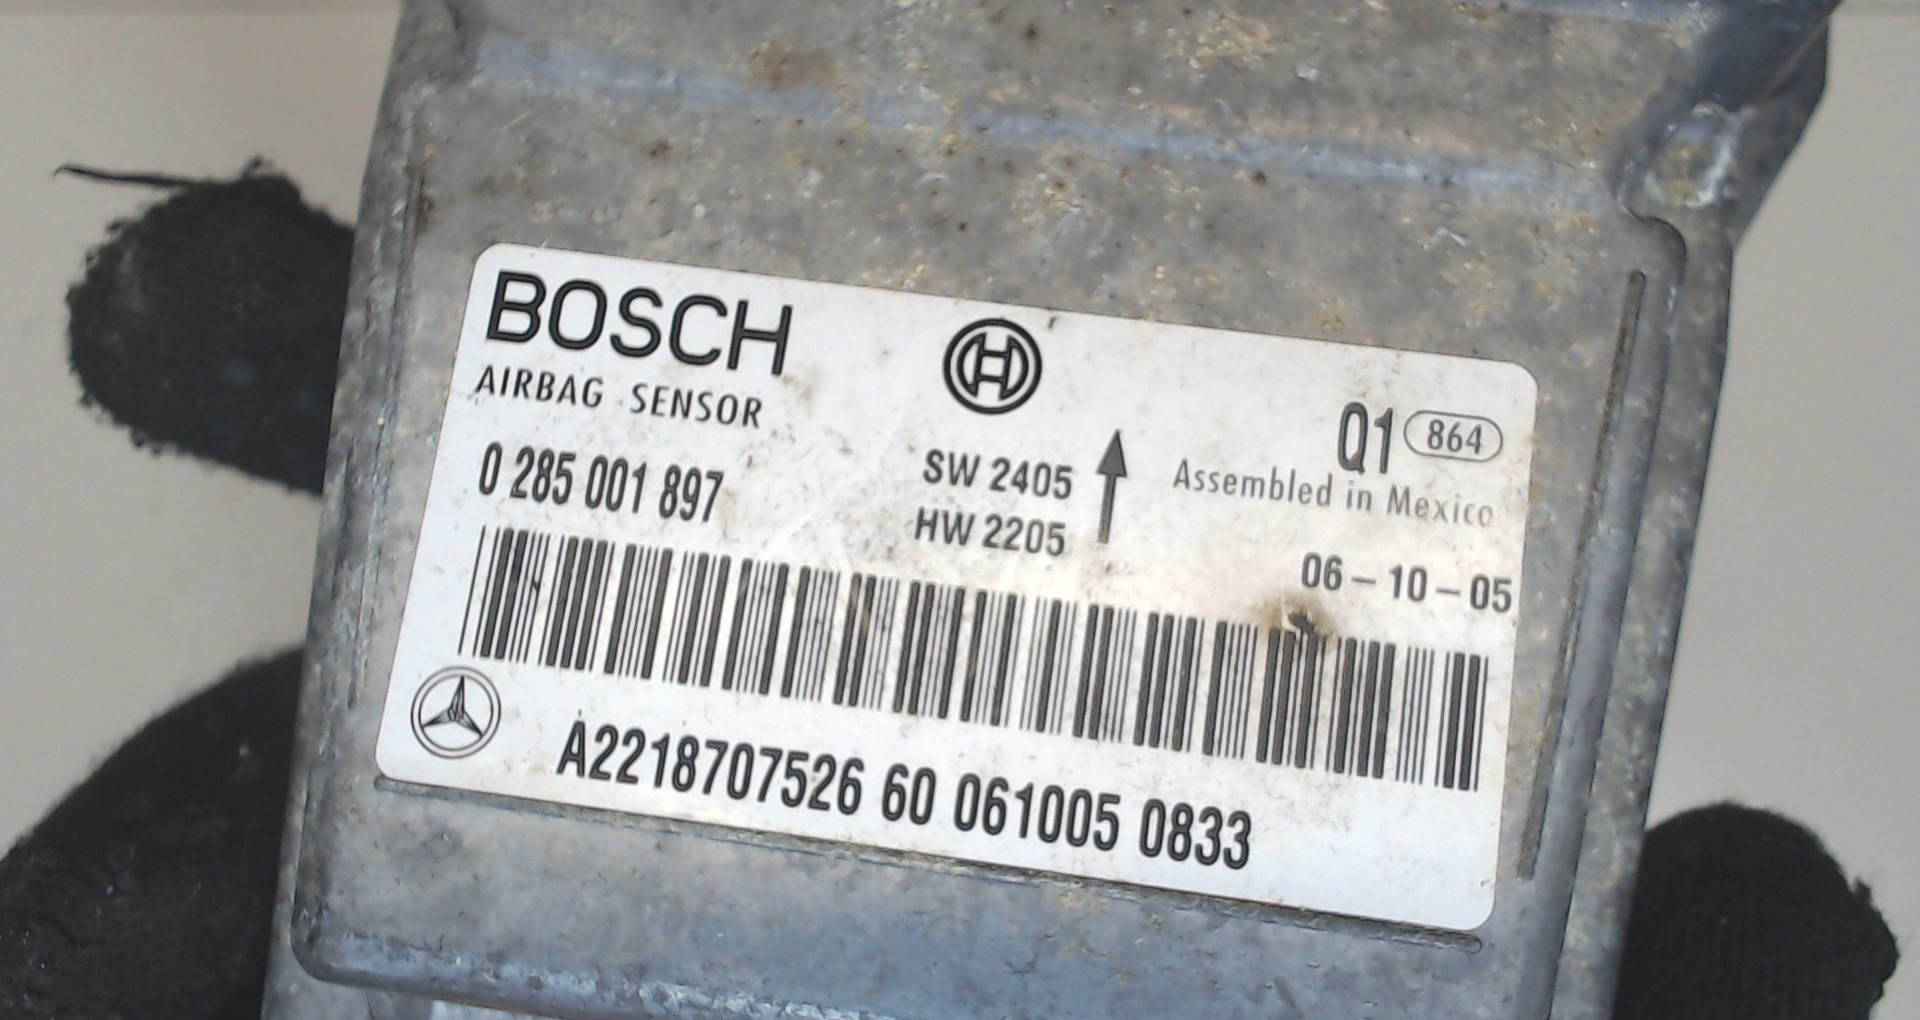 BOSCH
AIRBAG SENSOR
0 285 001 897
SW 2405
HW 2205
Q1 864
Assembled in Mexico
06-10-05
A2218707526 60 061005 0833